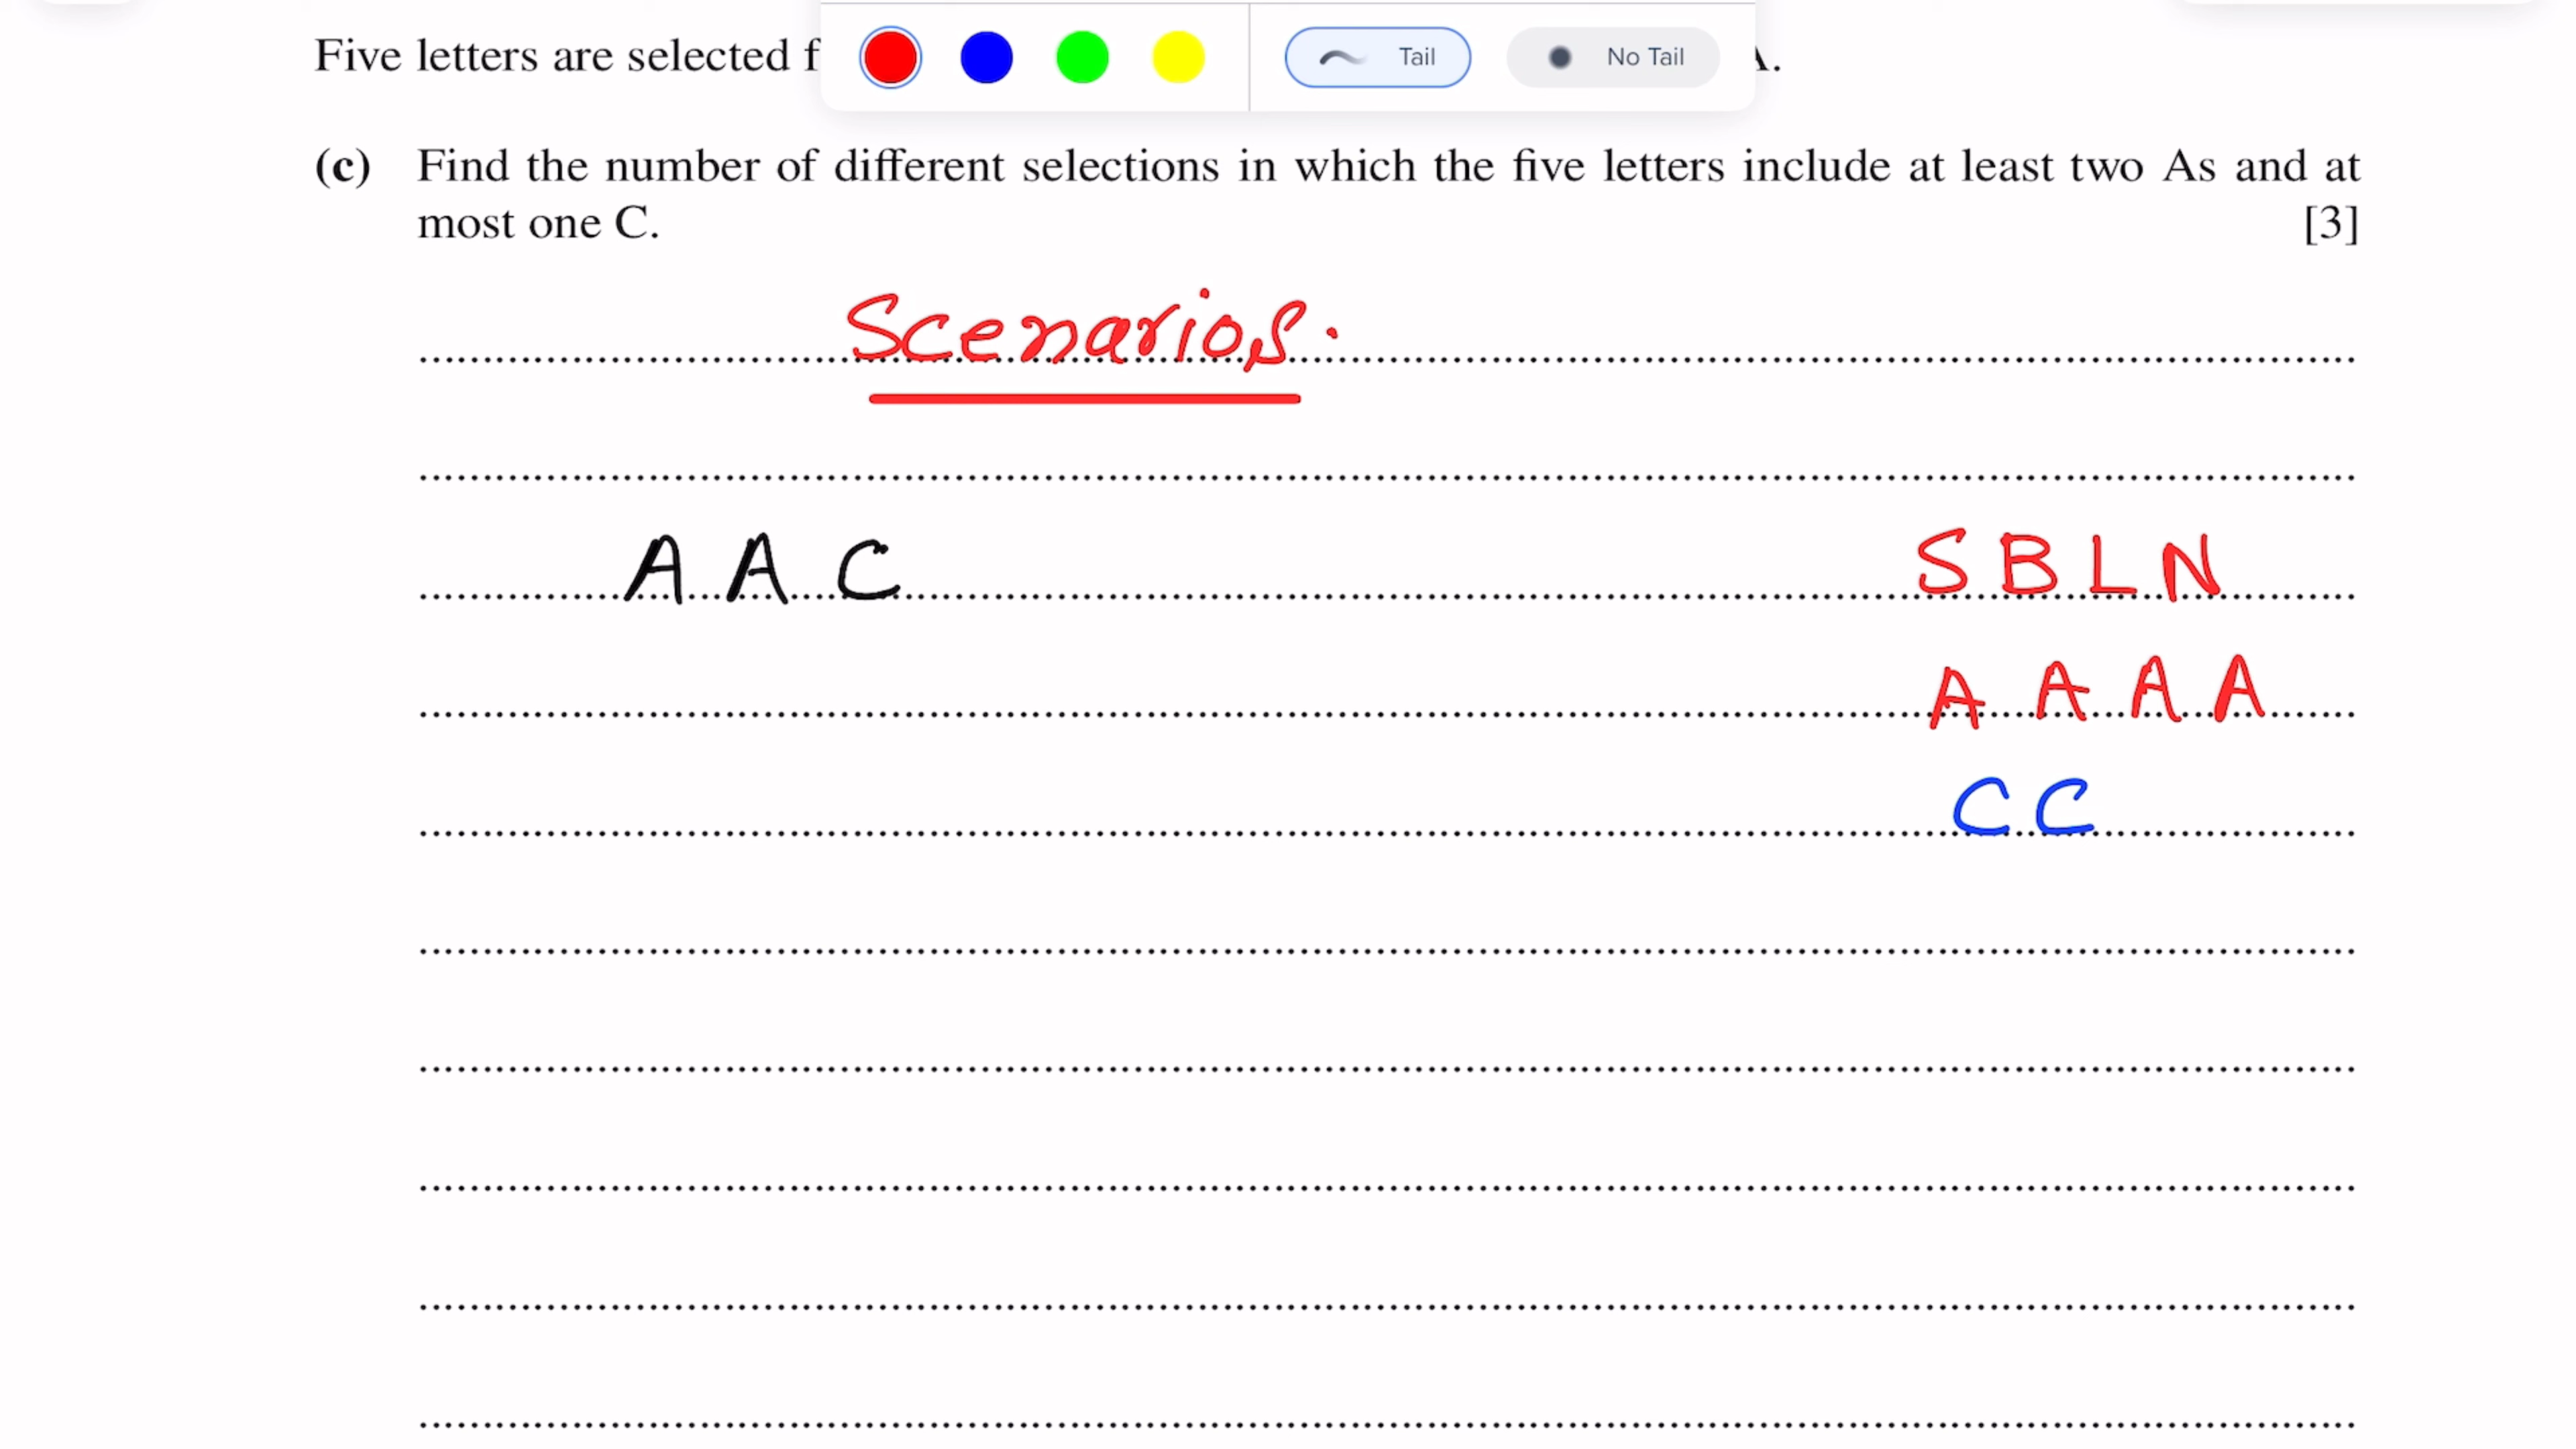 Five letters are selected f
Tail
No Tail
(c) Find the number of different selections in which the five letters include at least two As and at
most one C. [3]
Scenarios.
A A C
S B L N
A A A A
C C